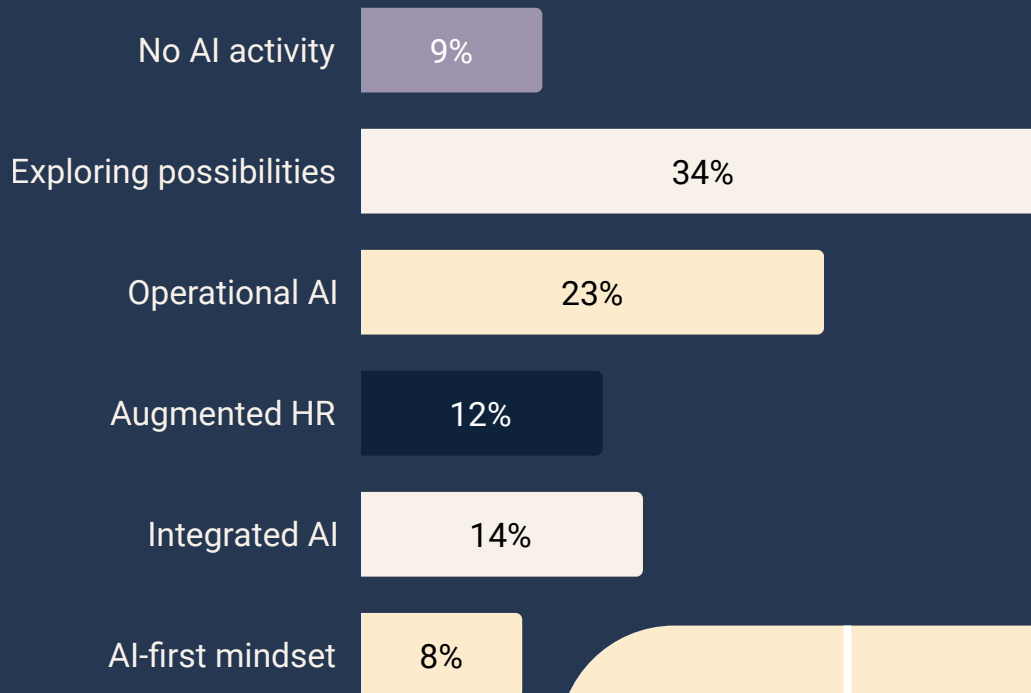 No AI activity 9%
Exploring possibilities 34%
Operational AI 23%
Augmented HR 12%
Integrated AI 14%
AI-first mindset 8%